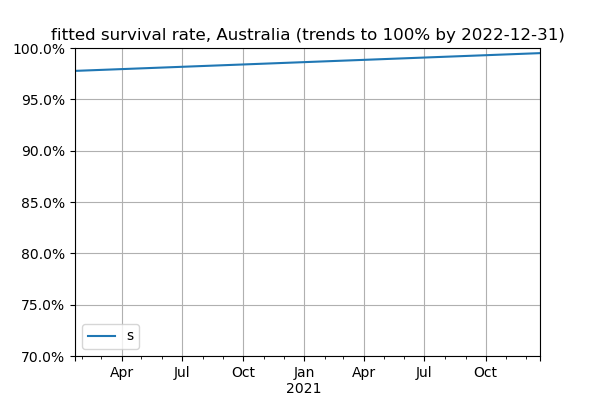 fitted survival rate, Australia (trends to 100% by 2022-12-31)
100.0%
95.0%
90.0%
85.0%
80.0%
75.0%
70.0%
s
Apr Jul Oct Jan Apr Jul Oct
2021